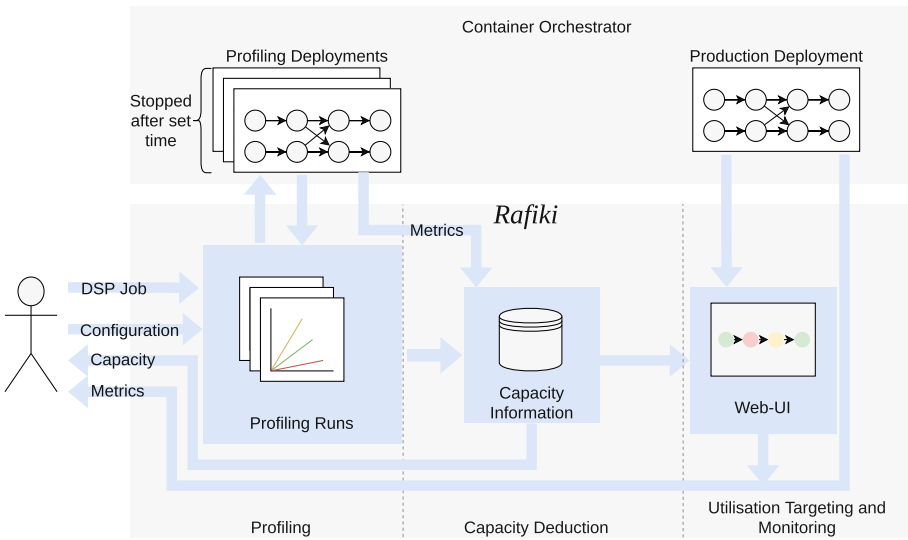 Container Orchestrator
Profiling Deployments
Production Deployment
Stopped
after set
time
Rafiki
Metrics
DSP Job
Configuration
Capacity
Metrics
Profiling Runs
Capacity
Information
Web-UI
Profiling
Capacity Deduction
Utilisation Targeting and
Monitoring